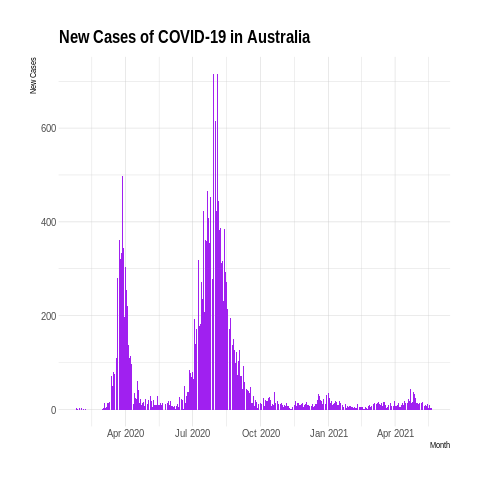 New Cases of COVID-19 in Australia
New Cases
600
400
200
0
Apr 2020 Jul 2020 Oct 2020 Jan 2021 Apr 2021
Month